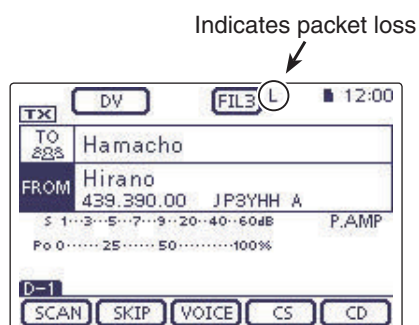 Indicates packet loss
DV FIL3 L 12:00
TX
TO Hamacho
FROM Hirano
439.390.00 JP3YHH A
S 1···3···5···7···9··20··40··60dB P.AMP
Po 0······25······50··········100%
D-1
SCAN SKIP VOICE CS CD